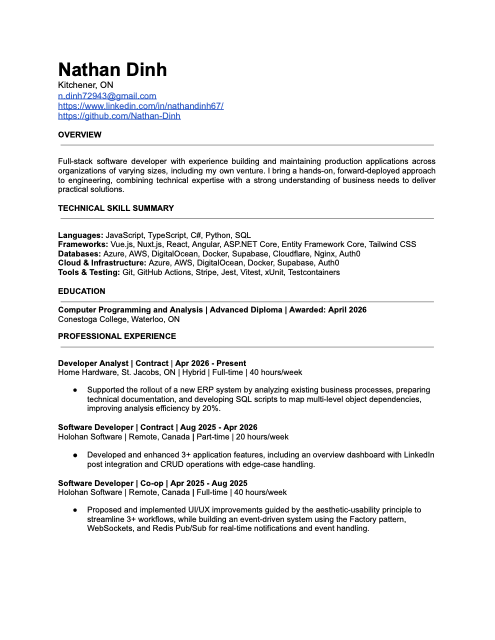 Nathan Dinh
Kitchener, ON
n.dinh72943@gmail.com
https://www.linkedin.com/in/nathandinh67/
https://github.com/Nathan-Dinh
OVERVIEW
Full-stack software developer with experience building and maintaining production applications across
organizations of varying sizes, including my own venture. I bring a hands-on, forward-deployed approach
to engineering, combining technical expertise with a strong understanding of business needs to deliver
practical solutions.
TECHNICAL SKILL SUMMARY
Languages: JavaScript, TypeScript, C#, Python, SQL
Frameworks: Vue.js, Nuxt.js, React, Angular, ASP.NET Core, Entity Framework Core, Tailwind CSS
Databases: Azure, AWS, DigitalOcean, Docker, Supabase, Cloudflare, Nginx, Auth0
Cloud & Infrastructure: Azure, AWS, DigitalOcean, Docker, Supabase, Auth0
Tools & Testing: Git, GitHub Actions, Stripe, Jest, Vitest, xUnit, Testcontainers
EDUCATION
Computer Programming and Analysis | Advanced Diploma | Awarded: April 2026
Conestoga College, Waterloo, ON
PROFESSIONAL EXPERIENCE
Developer Analyst | Contract | Apr 2026 - Present
Home Hardware, St. Jacobs, ON | Hybrid | Full-time | 40 hours/week
● Supported the rollout of a new ERP system by analyzing existing business processes, preparing
technical documentation, and developing SQL scripts to map multi-level object dependencies,
improving analysis efficiency by 20%.
Software Developer | Contract | Aug 2025 - Apr 2026
Holohan Software | Remote, Canada | Part-time | 20 hours/week
● Developed and enhanced 3+ application features, including an overview dashboard with LinkedIn
post integration and CRUD operations with edge-case handling.
Software Developer | Co-op | Apr 2025 - Aug 2025
Holohan Software | Remote, Canada | Full-time | 40 hours/week
● Proposed and implemented UI/UX improvements guided by the aesthetic-usability principle to
streamline 3+ workflows, while building an event-driven system using the Factory pattern,
WebSockets, and Redis Pub/Sub for real-time notifications and event handling.